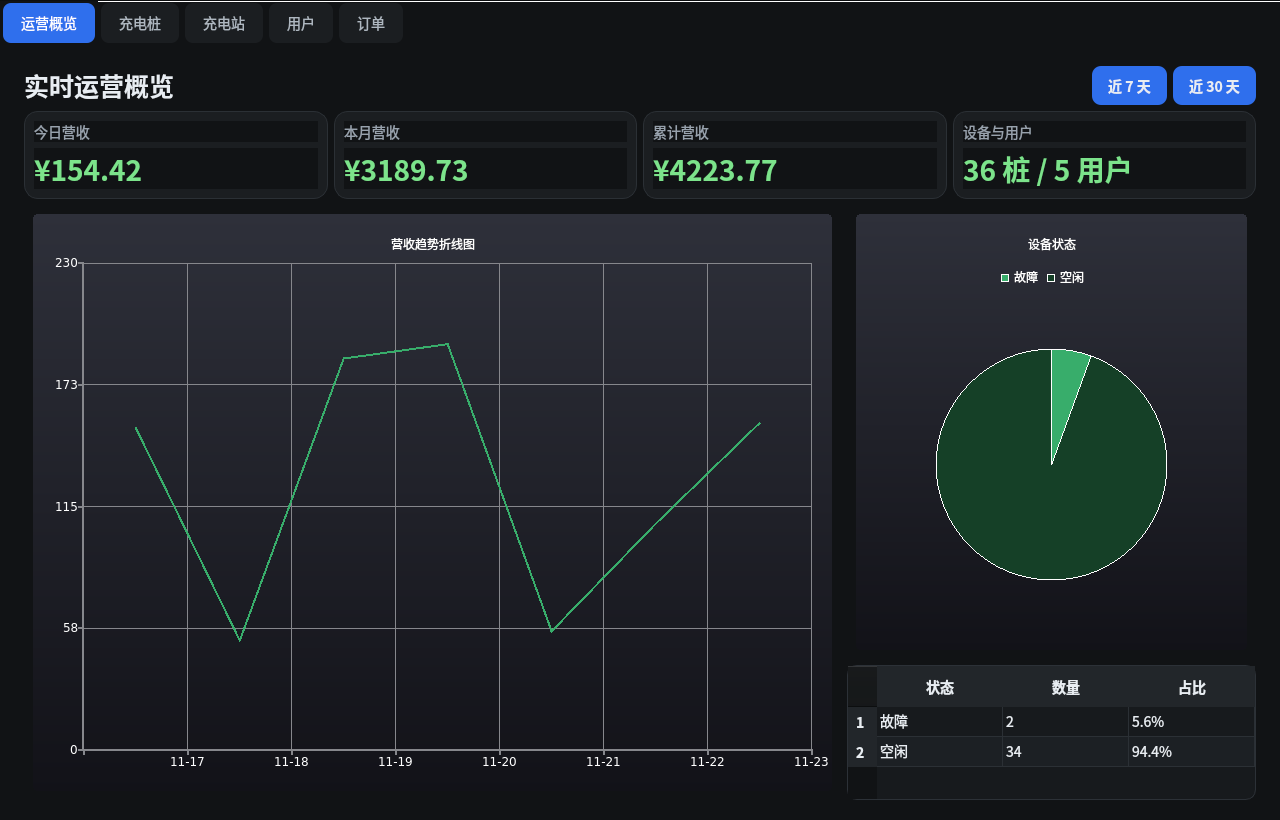 运营概览 充电桩 充电站 用户 订单
实时运营概览 近 7 天 近 30 天
今日营收 本月营收 累计营收 设备与用户
¥154.42 ¥3189.73 ¥4223.77 36 桩 / 5 用户
营收趋势折线图
230
173
115
58
0
11-17 11-18 11-19 11-20 11-21 11-22 11-23
设备状态
故障 空闲
状态 数量 占比
1 故障 2 5.6%
2 空闲 34 94.4%